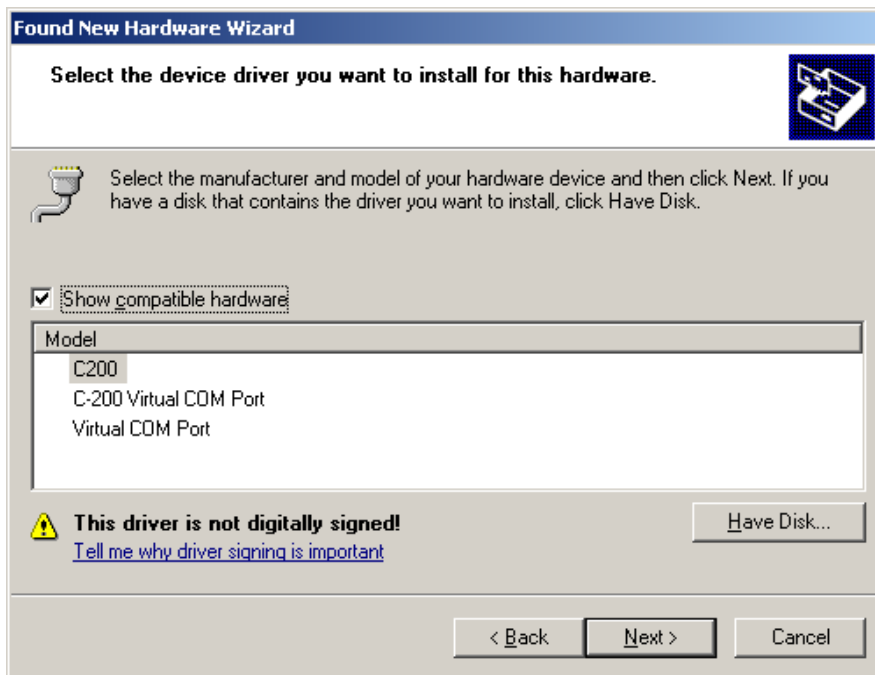 Found New Hardware Wizard
Select the device driver you want to install for this hardware.
Select the manufacturer and model of your hardware device and then click Next. If you
have a disk that contains the driver you want to install, click Have Disk.
Show compatible hardware
Model
C200
C-200 Virtual COM Port
Virtual COM Port
This driver is not digitally signed!
Have Disk...
Tell me why driver signing is important
< Back
Next >
Cancel